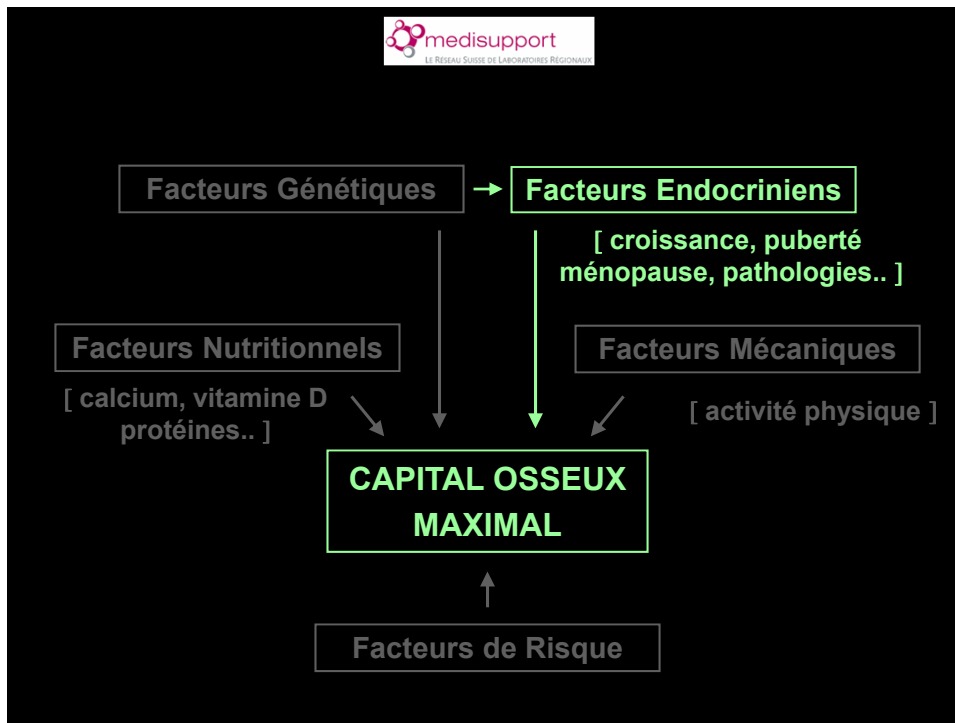 medisupport
LE RÉSEAU SUISSE DE LABORATOIRES RÉGIONAUX
Facteurs Génétiques
Facteurs Endocriniens
[ croissance, puberté
ménopause, pathologies.. ]
Facteurs Nutritionnels
[ calcium, vitamine D
protéines.. ]
Facteurs Mécaniques
[ activité physique ]
CAPITAL OSSEUX
MAXIMAL
Facteurs de Risque